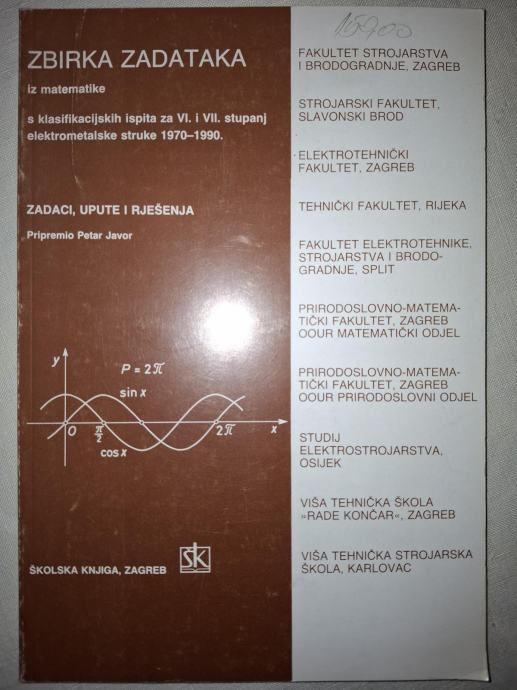 ZBIRKA ZADATAKA
iz matematike
s klasifikacijskih ispita za VI. i VII. stupanj
elektrometalske struke 1970–1990.
ZADACI, UPUTE I RJEŠENJA
Pripremio Petar Javor
y
P = 2π
sin x
O
π/2
2π
x
cos x
ŠKOLSKA KNJIGA, ZAGREB
šk
FAKULTET STROJARSTVA
I BRODOGRADNJE, ZAGREB
STROJARSKI FAKULTET,
SLAVONSKI BROD
ELEKTROTEHNIČKI
FAKULTET, ZAGREB
TEHNIČKI FAKULTET, RIJEKA
FAKULTET ELEKTROTEHNIKE,
STROJARSTVA I BRODO-
GRADNJE, SPLIT
PRIRODOSLOVNO-MATEMA-
TIČKI FAKULTET, ZAGREB
OOUR MATEMATIČKI ODJEL
PRIRODOSLOVNO-MATEMA-
TIČKI FAKULTET, ZAGREB
OOUR PRIRODOSLOVNI ODJEL
STUDIJ
ELEKTROSTROJARSTVA,
OSIJEK
VIŠA TEHNIČKA ŠKOLA
»RADE KONČAR«, ZAGREB
VIŠA TEHNIČKA STROJARSKA
ŠKOLA, KARLOVAC